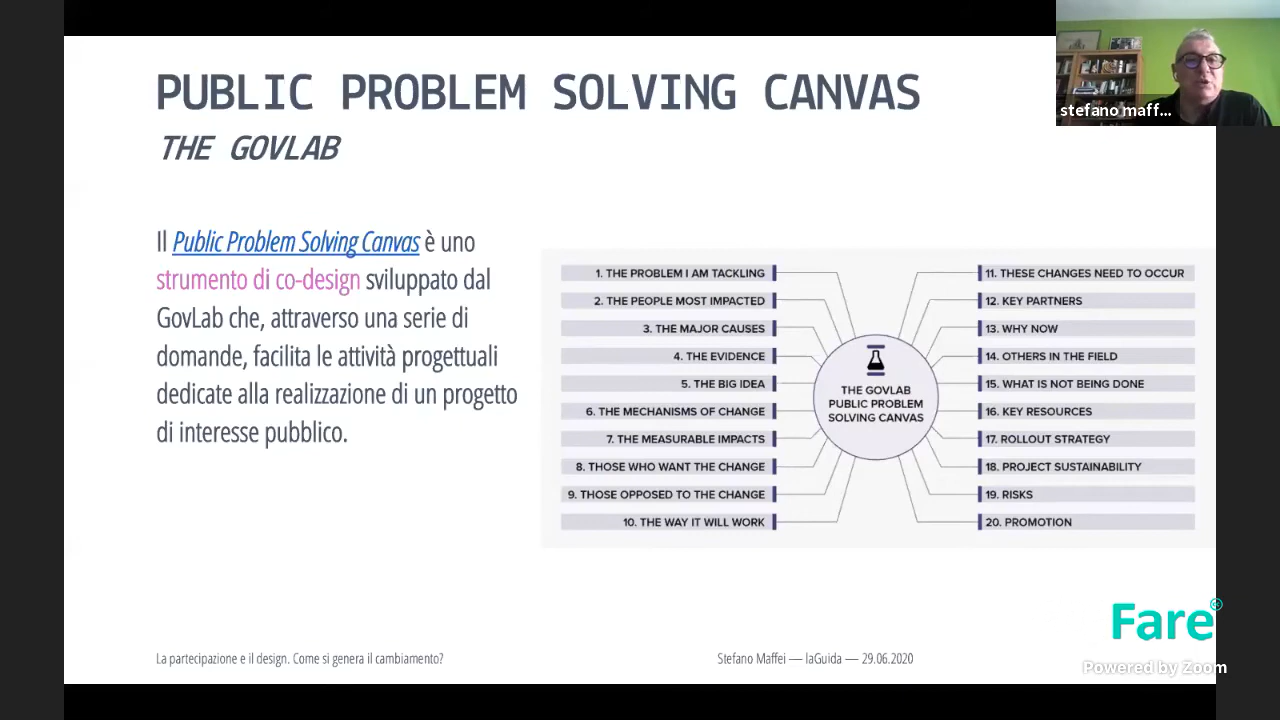 PUBLIC PROBLEM SOLVING CANVAS
THE GOVLAB
stefano maff...
Il Public Problem Solving Canvas è uno
strumento di co-design sviluppato dal
GovLab che, attraverso una serie di
domande, facilita le attività progettuali
dedicate alla realizzazione di un progetto
di interesse pubblico.
1. THE PROBLEM I AM TACKLING
2. THE PEOPLE MOST IMPACTED
3. THE MAJOR CAUSES
4. THE EVIDENCE
5. THE BIG IDEA
6. THE MECHANISMS OF CHANGE
7. THE MEASURABLE IMPACTS
8. THOSE WHO WANT THE CHANGE
9. THOSE OPPOSED TO THE CHANGE
10. THE WAY IT WILL WORK
THE GOVLAB
PUBLIC PROBLEM
SOLVING CANVAS
11. THESE CHANGES NEED TO OCCUR
12. KEY PARTNERS
13. WHY NOW
14. OTHERS IN THE FIELD
15. WHAT IS NOT BEING DONE
16. KEY RESOURCES
17. ROLLOUT STRATEGY
18. PROJECT SUSTAINABILITY
19. RISKS
20. PROMOTION
Fare
La partecipazione e il design. Come si genera il cambiamento?
Stefano Maffei — laGuida — 29.06.2020
Powered by Zoom